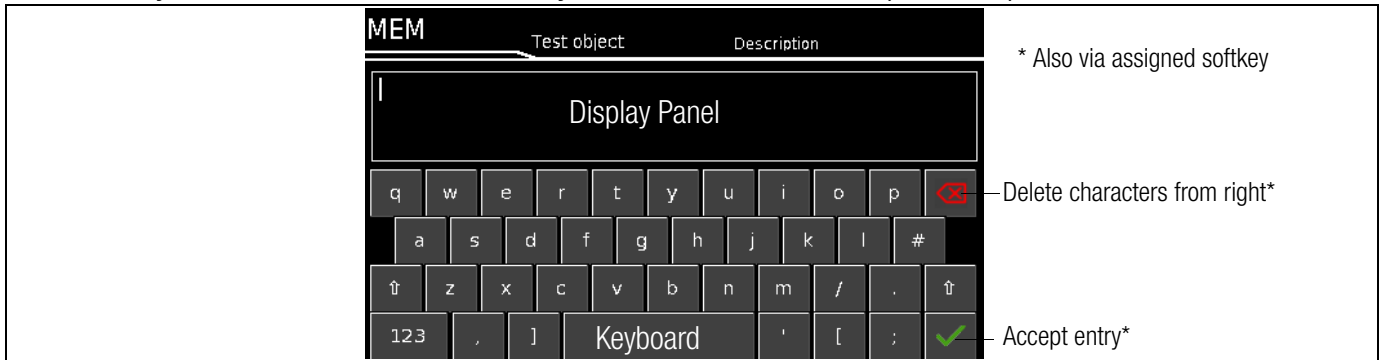 MEM
Test object Description
* Also via assigned softkey
Display Panel
q w e r t y u i o p
Delete characters from right*
a s d f g h j k l #
⇧ z x c v b n m / . ⇧
123 , ] Keyboard ' [ ;
Accept entry*